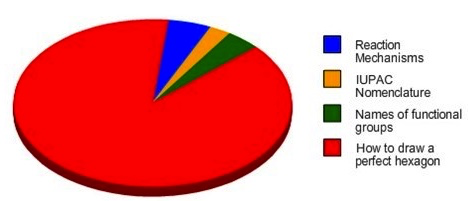 Reaction
Mechanisms
IUPAC
Nomenclature
Names of functional
groups
How to draw a
perfect hexagon